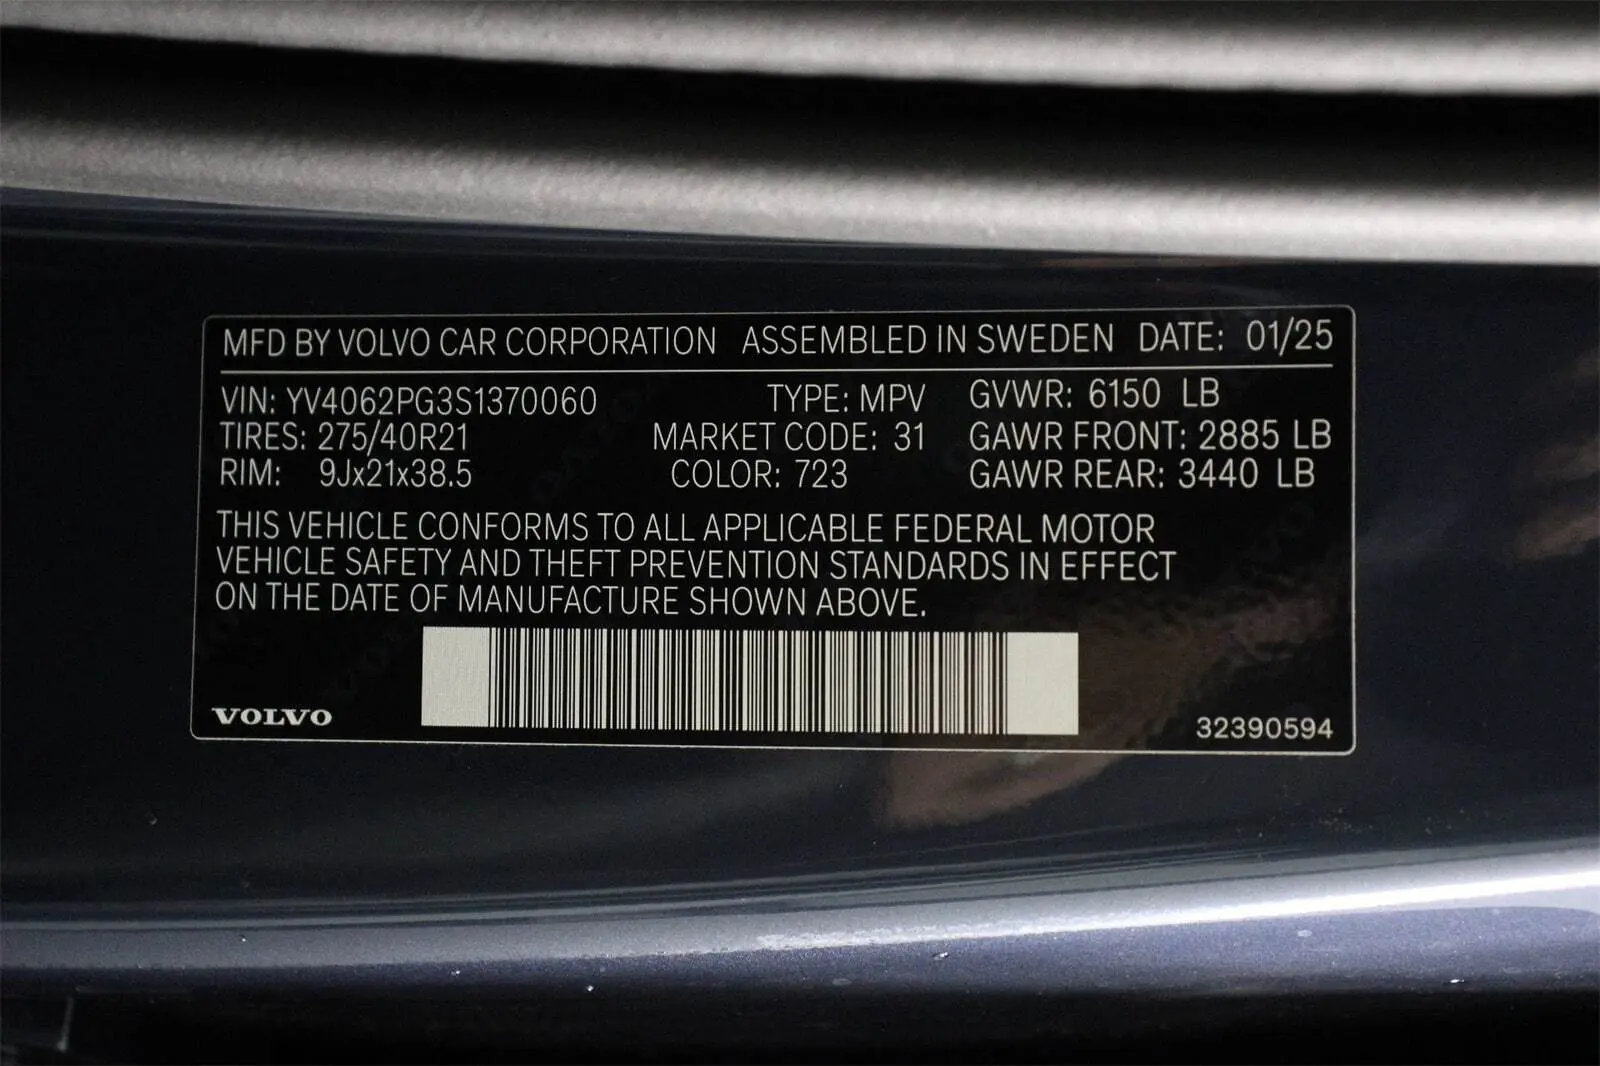 MFD BY VOLVO CAR CORPORATION ASSEMBLED IN SWEDEN DATE: 01/25
VIN: YV4062PG3S1370060 TYPE: MPV GVWR: 6150 LB
TIRES: 275/40R21 MARKET CODE: 31 GAWR FRONT: 2885 LB
RIM: 9Jx21x38.5 COLOR: 723 GAWR REAR: 3440 LB
THIS VEHICLE CONFORMS TO ALL APPLICABLE FEDERAL MOTOR
VEHICLE SAFETY AND THEFT PREVENTION STANDARDS IN EFFECT
ON THE DATE OF MANUFACTURE SHOWN ABOVE.
VOLVO 32390594